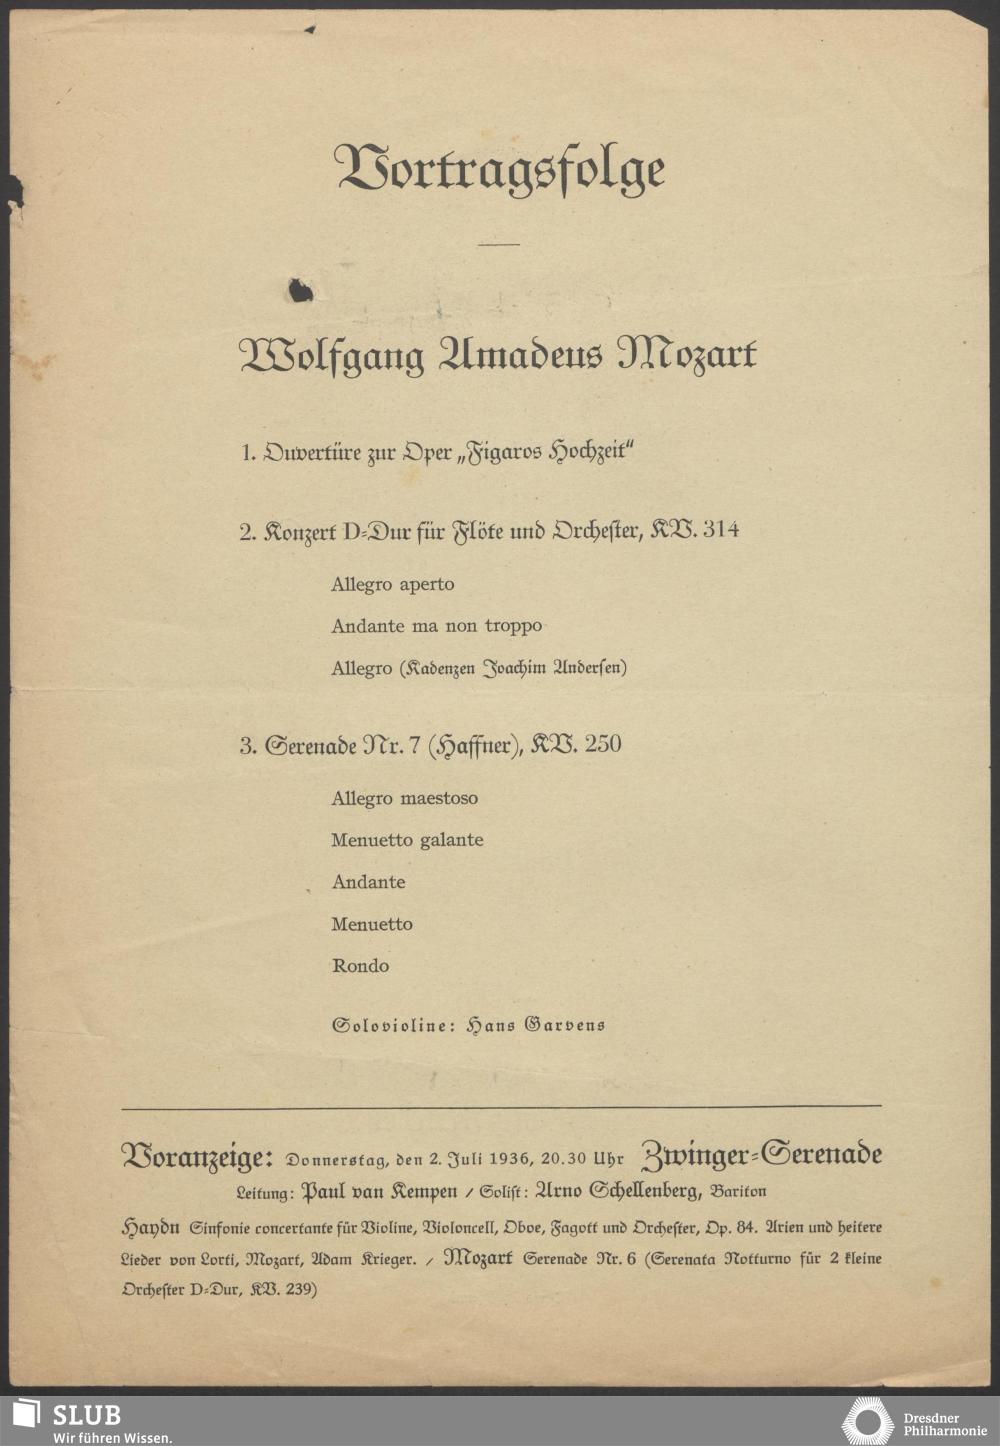 Vortragsfolge
Wolfgang Amadeus Mozart
1. Ouvertüre zur Oper „Figaros Hochzeit“
2. Konzert D-Dur für Flöte und Orchester, KV. 314
Allegro aperto
Andante ma non troppo
Allegro (Kadenzen Joachim Andersen)
3. Serenade Nr. 7 (Haffner), KV. 250
Allegro maestoso
Menuetto galante
Andante
Menuetto
Rondo
Solovioline: Hans Garvens
Voranzeige: Donnerstag, den 2. Juli 1936, 20.30 Uhr Zwinger-Serenade
Leitung: Paul van Kempen / Solist: Arno Schellenberg, Bariton
Haydn Sinfonie concertante für Violine, Violoncell, Oboe, Fagott und Orchester, Op. 84. Arien und heitere
Lieder von Lorti, Mozart, Adam Krieger. / Mozart Serenade Nr. 6 (Serenata Notturno für 2 kleine
Orchester D-Dur, KV. 239)
SLUB
Wir führen Wissen.
Dresdner
Philharmonie